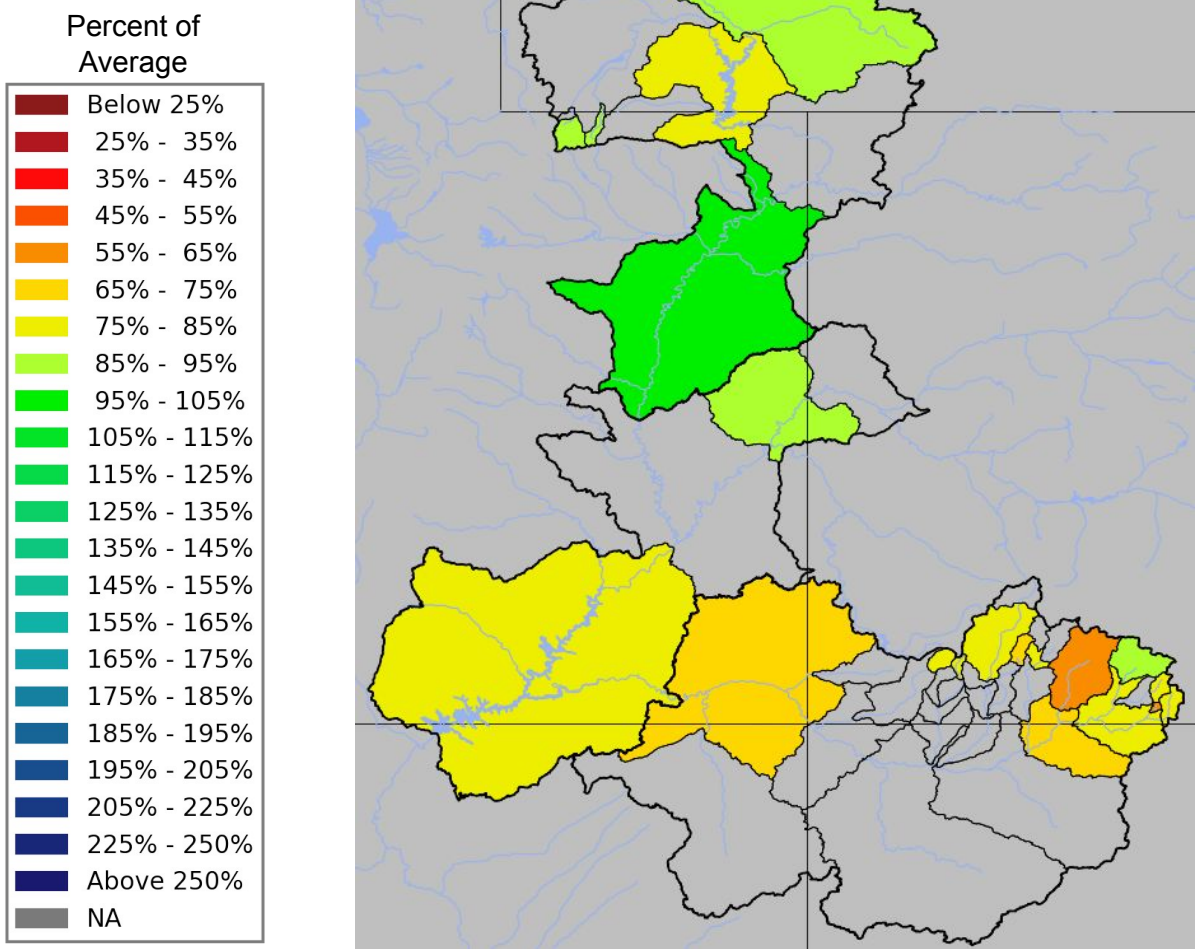 Percent of
Average
Below 25%
25% - 35%
35% - 45%
45% - 55%
55% - 65%
65% - 75%
75% - 85%
85% - 95%
95% - 105%
105% - 115%
115% - 125%
125% - 135%
135% - 145%
145% - 155%
155% - 165%
165% - 175%
175% - 185%
185% - 195%
195% - 205%
205% - 225%
225% - 250%
Above 250%
NA